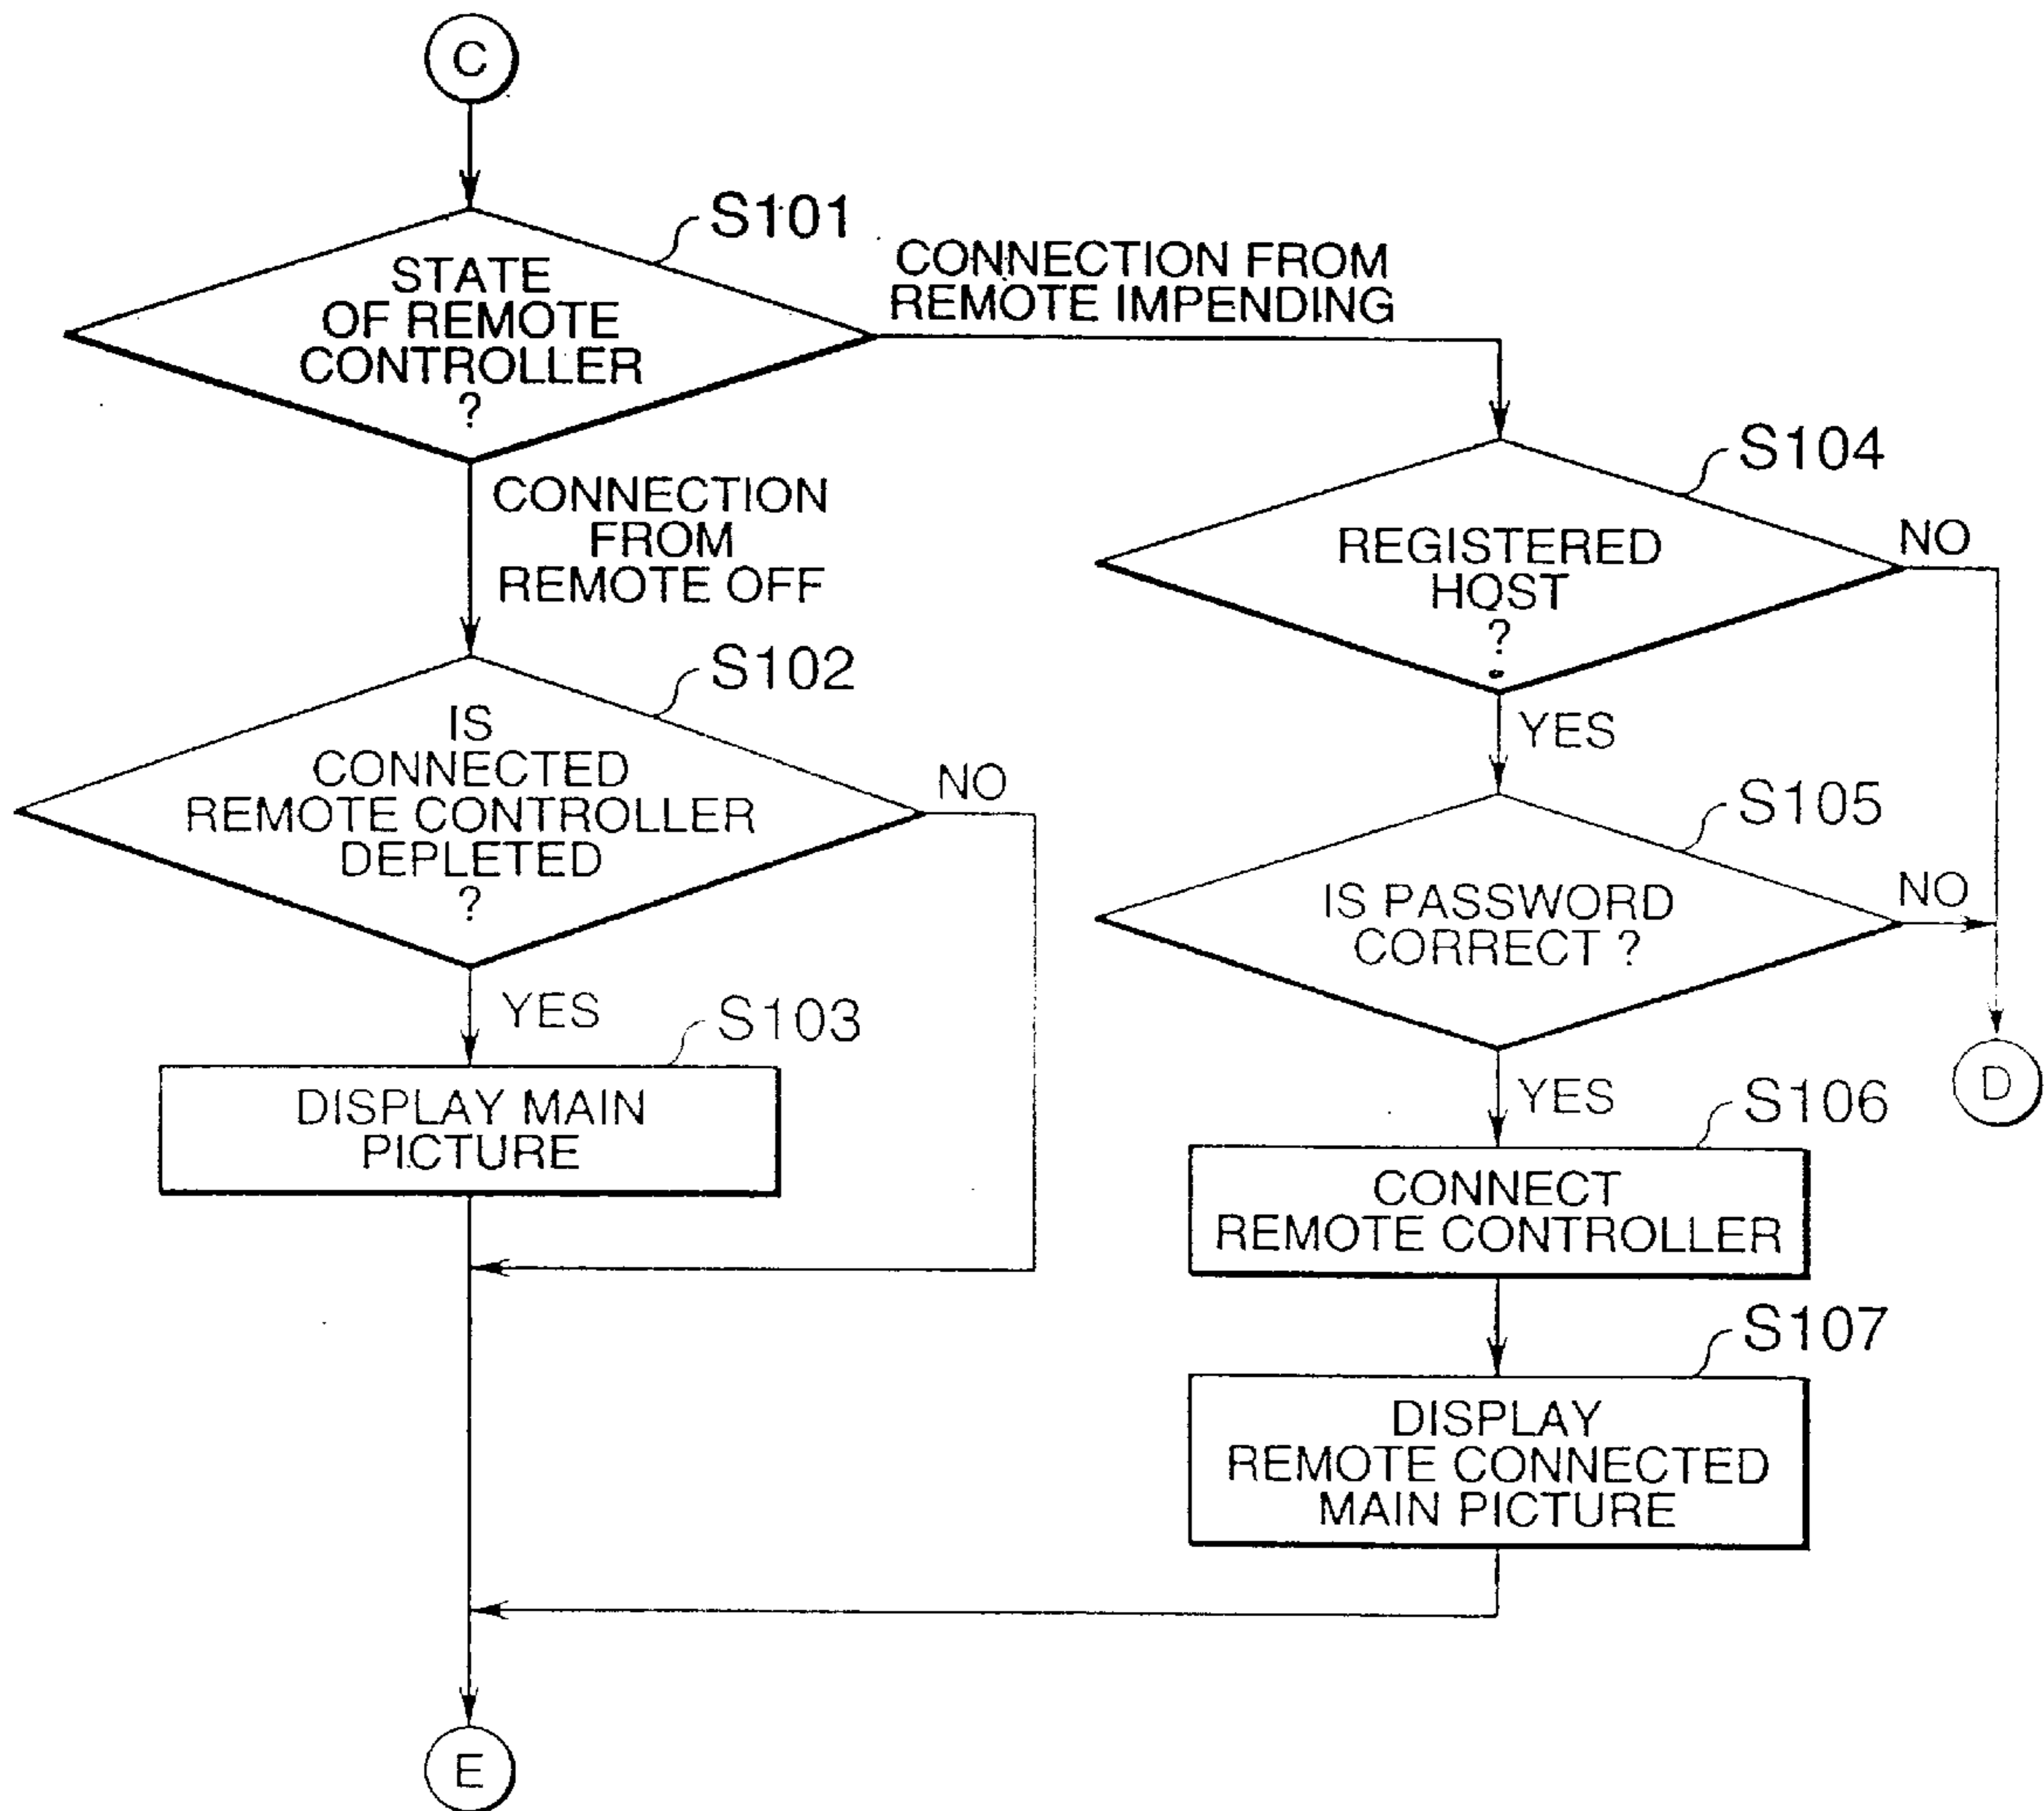 C
S101
STATE
OF REMOTE
CONTROLLER
?
CONNECTION FROM
REMOTE IMPENDING
CONNECTION
FROM
REMOTE OFF
S102
IS
CONNECTED
REMOTE CONTROLLER
DEPLETED
?
NO
YES
S103
DISPLAY MAIN
PICTURE
S104
REGISTERED
HOST
?
NO
YES
S105
IS PASSWORD
CORRECT ?
NO
D
YES
S106
CONNECT
REMOTE CONTROLLER
S107
DISPLAY
REMOTE CONNECTED
MAIN PICTURE
E